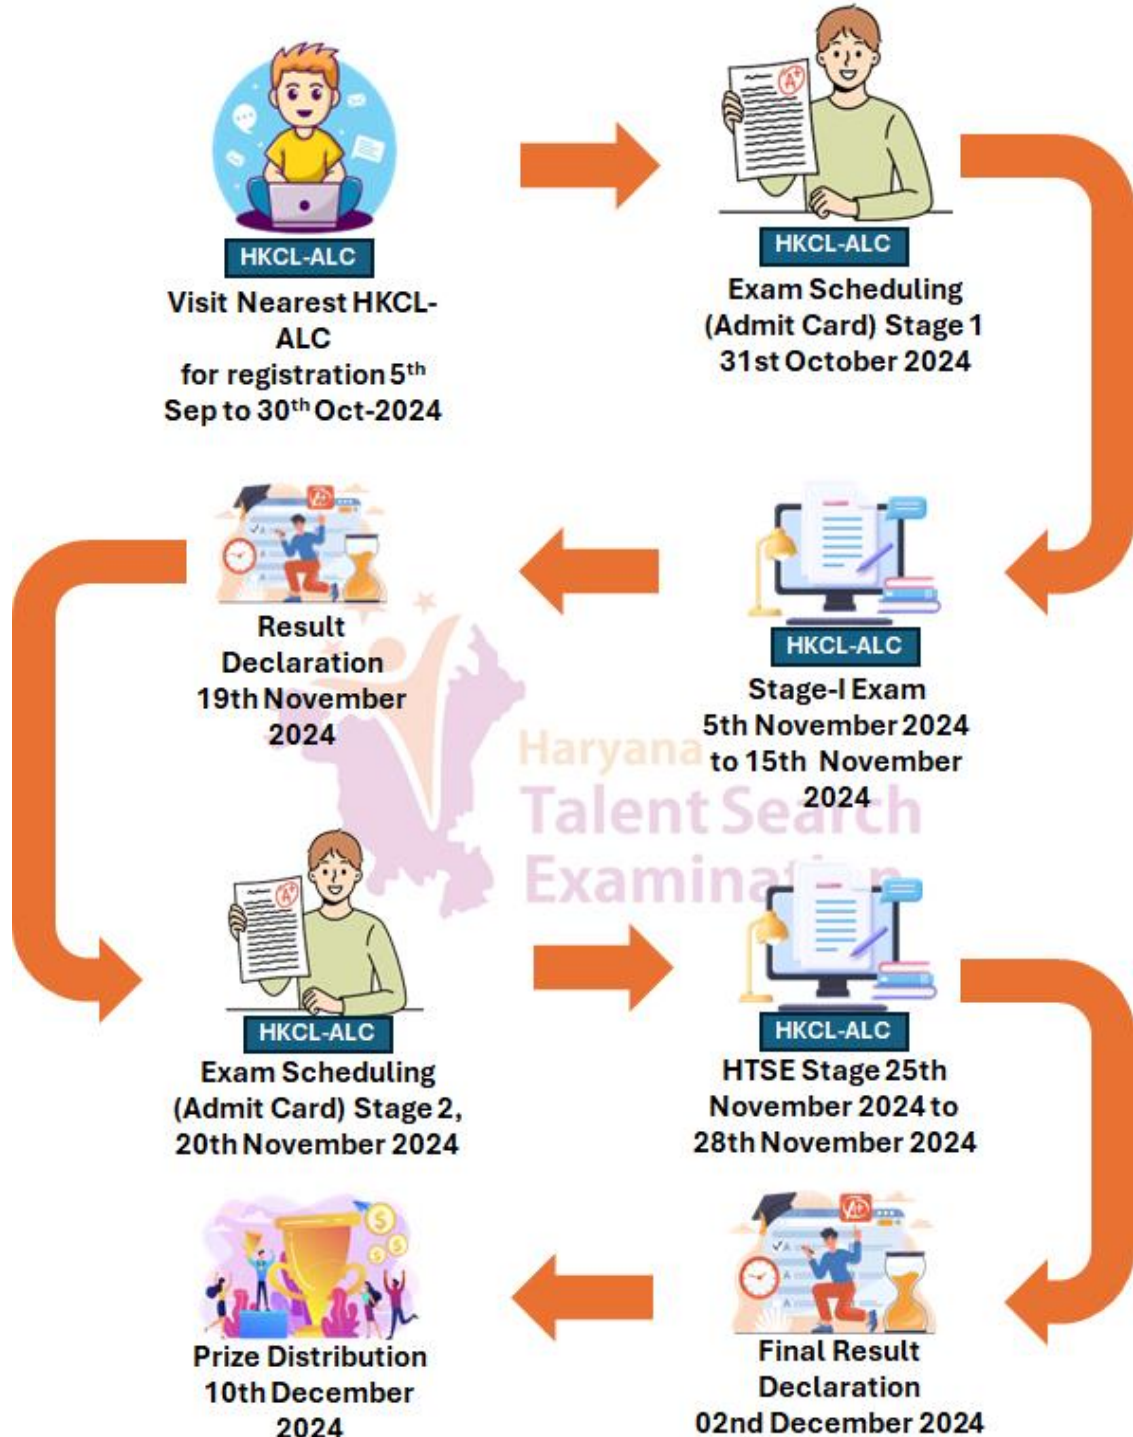 HKCL-ALC
Visit Nearest HKCL-
ALC
for registration 5th
Sep to 30th Oct-2024
A+
HKCL-ALC
Exam Scheduling
(Admit Card) Stage 1
31st October 2024
HKCL-ALC
Stage-I Exam
5th November 2024
to 15th November
2024
A+
Result
Declaration
19th November
2024
Haryana
Talent Search
Examination
A+
HKCL-ALC
Exam Scheduling
(Admit Card) Stage 2,
20th November 2024
HKCL-ALC
HTSE Stage 25th
November 2024 to
28th November 2024
A+
Final Result
Declaration
02nd December 2024
Prize Distribution
10th December
2024